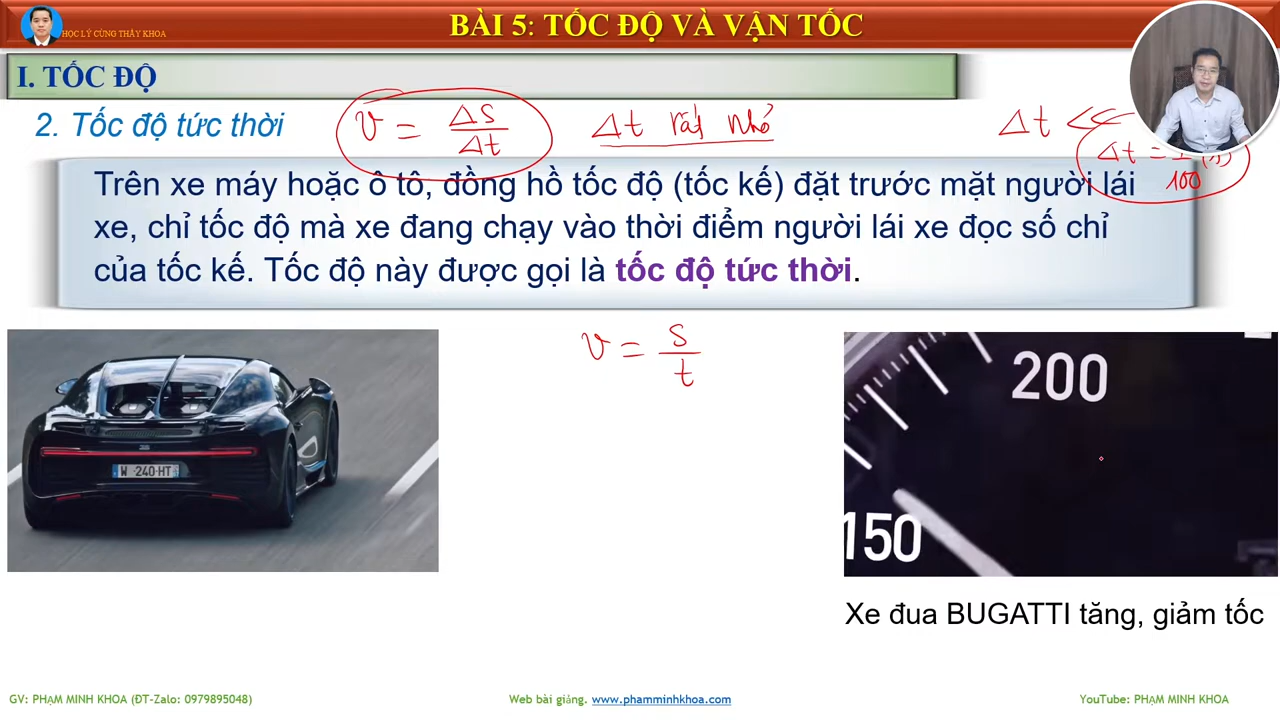 HỌC LÝ CÙNG THẦY KHOA
BÀI 5: TỐC ĐỘ VÀ VẬN TỐC
I. TỐC ĐỘ
2. Tốc độ tức thời
v = Δs/Δt
Δt rất nhỏ
Δt <<
Δt =
100
Trên xe máy hoặc ô tô, đồng hồ tốc độ (tốc kế) đặt trước mặt người lái
xe, chỉ tốc độ mà xe đang chạy vào thời điểm người lái xe đọc số chỉ
của tốc kế. Tốc độ này được gọi là tốc độ tức thời.
v = s/t
W 240-HT
200
150
Xe đua BUGATTI tăng, giảm tốc
GV: PHẠM MINH KHOA (ĐT-Zalo: 0979895048)
Web bài giảng. www.phamminhkhoa.com
YouTube: PHẠM MINH KHOA